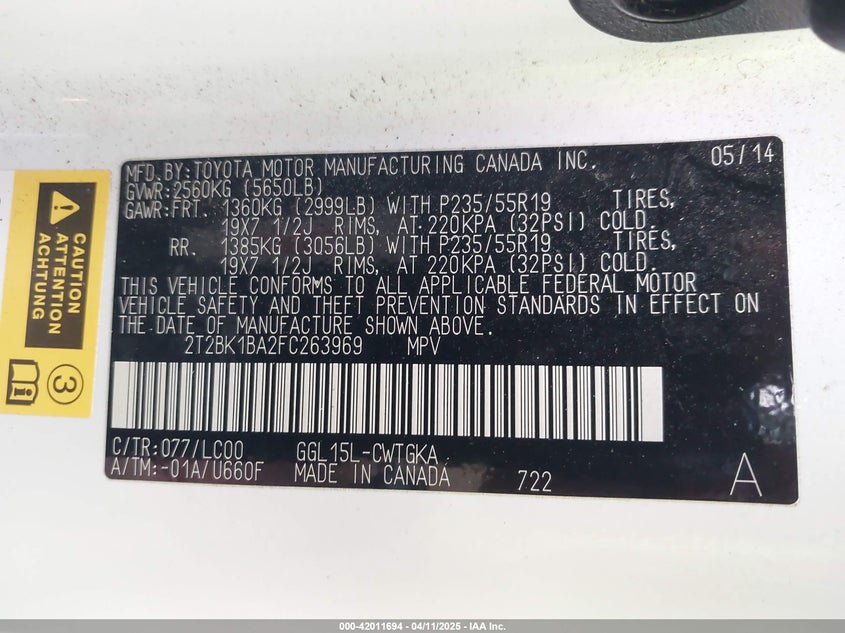 MFD.BY:TOYOTA MOTOR MANUFACTURING CANADA INC. 05/14
GVWR:2560KG (5650LB)
GAWR:FRT. 1360KG (2999LB) WITH P235/55R19 TIRES,
19X7 1/2J RIMS, AT 220KPA (32PSI) COLD.
RR. 1385KG (3056LB) WITH P235/55R19 TIRES,
19X7 1/2J RIMS, AT 220KPA (32PSI) COLD.
THIS VEHICLE CONFORMS TO ALL APPLICABLE FEDERAL MOTOR
VEHICLE SAFETY AND THEFT PREVENTION STANDARDS IN EFFECT ON
THE DATE OF MANUFACTURE SHOWN ABOVE.
2T2BK1BA2FC263969 MPV
C/TR:077/LC00 GGL15L-CWTGKA
A/TM:-01A/U660F MADE IN CANADA 722 A
CAUTION
ATTENTION
ACHTUNG
3
000-42011694 - 04/11/2025 - IAA Inc.